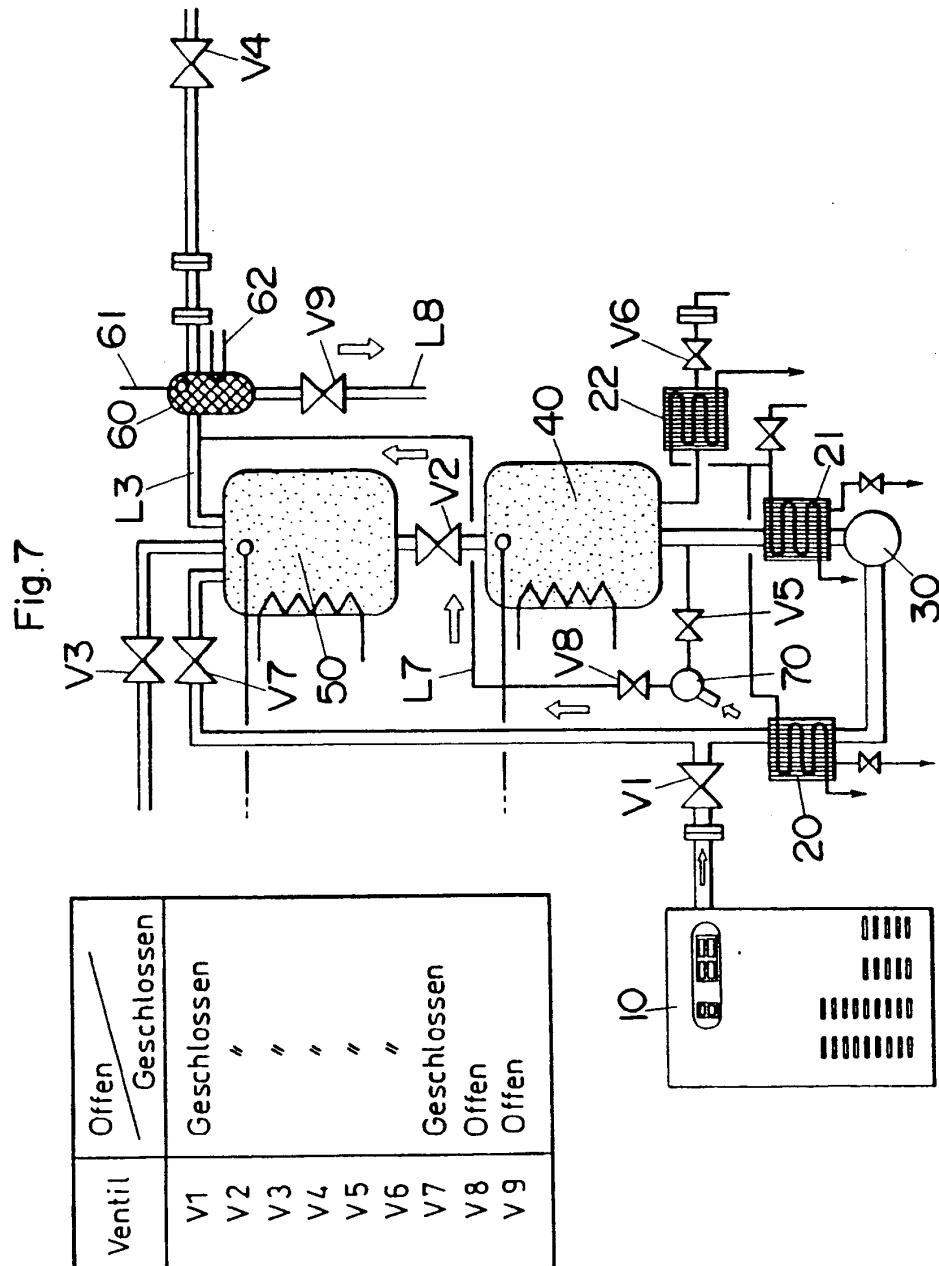 Fig.7
Ventil
Offen
Geschlossen
V1 Geschlossen
V2 〃
V3 〃
V4 〃
V5 〃
V6 〃
V7 Geschlossen
V8 Offen
V9 Offen
V3
V7
50
L3
60
61
62
V9
L8
V4
V2
L7
40
V8
V5
70
22
V6
21
30
20
V1
10